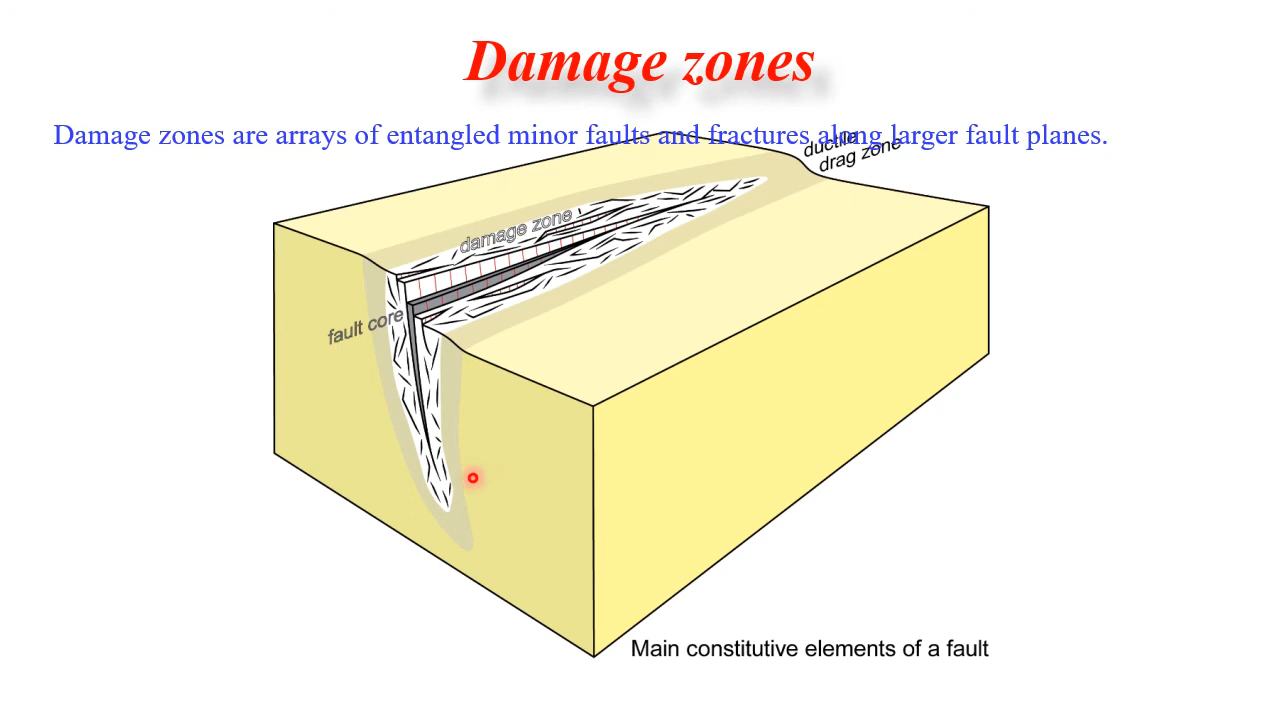 Damage zones
Damage zones are arrays of entangled minor faults and fractures along larger fault planes.
ductile
drag zone
damage zone
fault core
Main constitutive elements of a fault